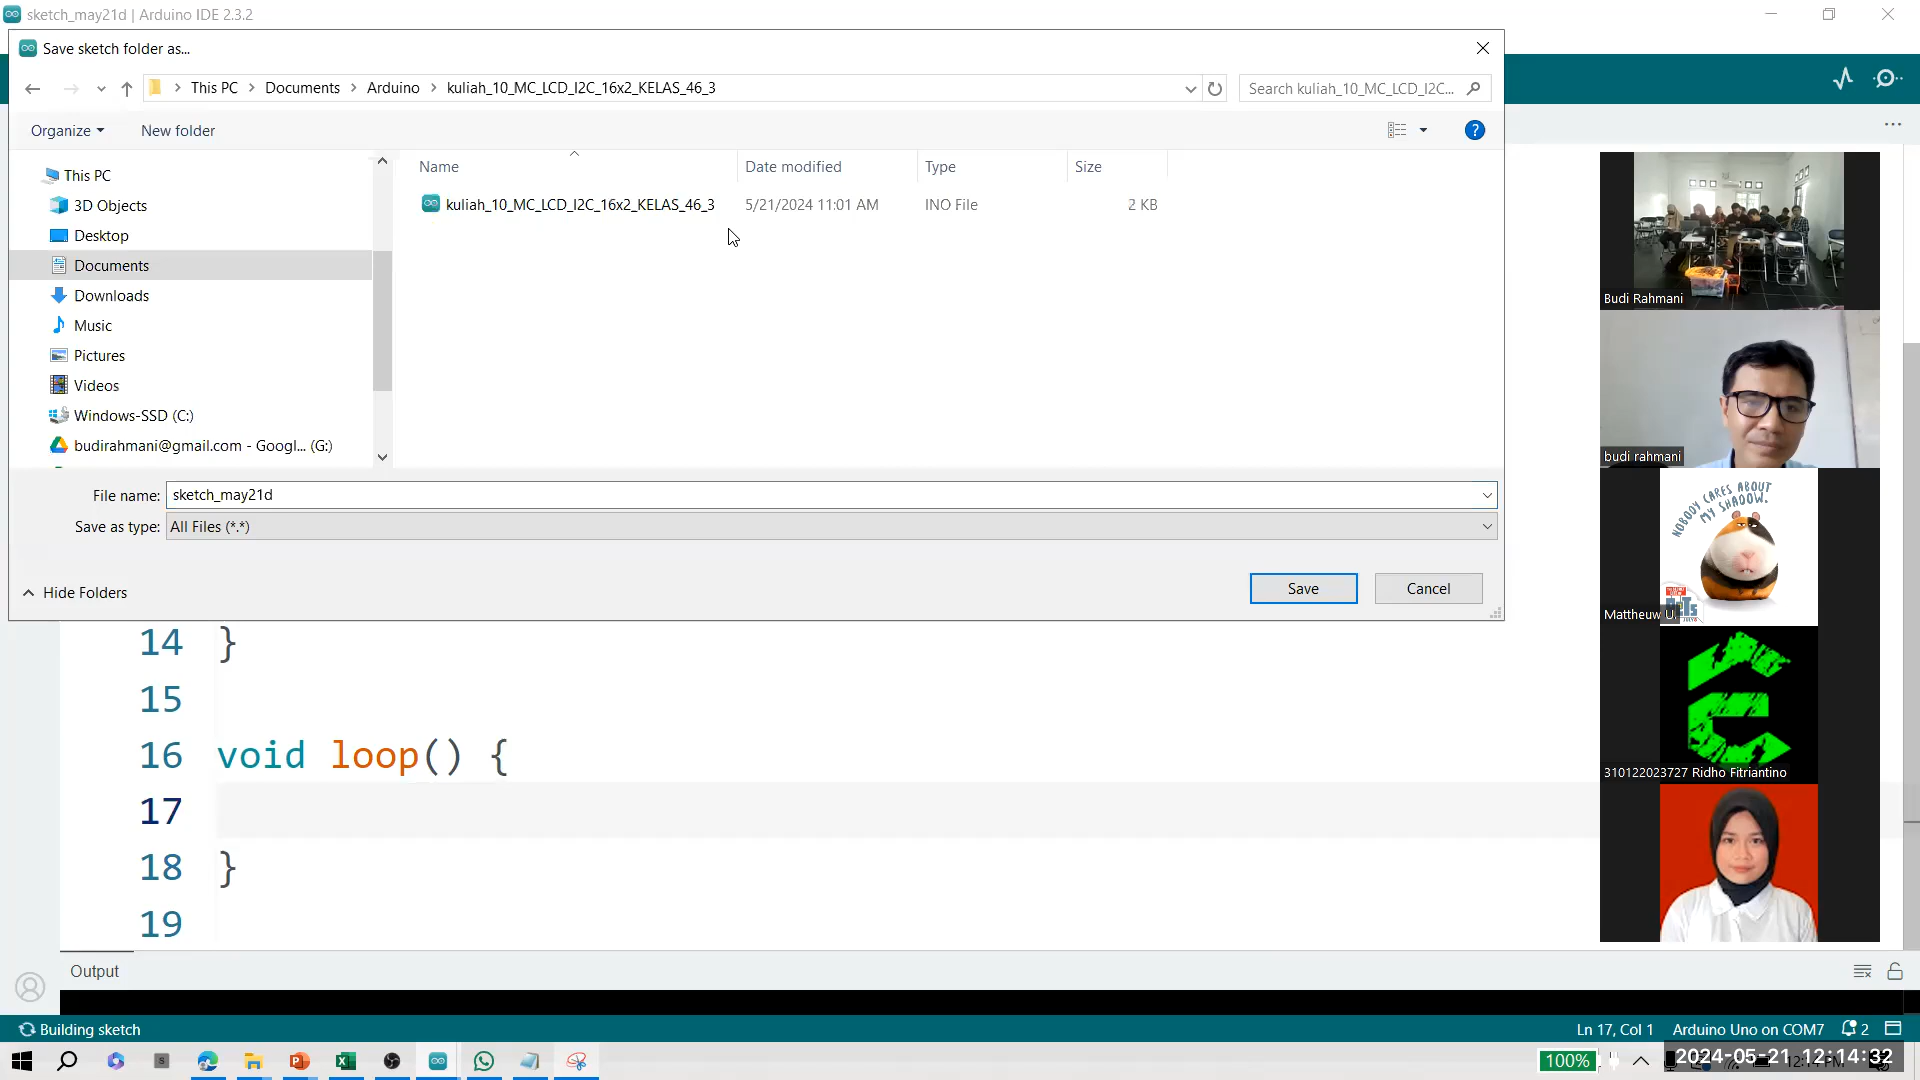 sketch_may21d | Arduino IDE 2.3.2
Save sketch folder as...
This PC > Documents > Arduino > kuliah_10_MC_LCD_I2C_16x2_KELAS_46_3
Search kuliah_10_MC_LCD_I2C...
Organize
New folder
Name
Date modified
Type
Size
kuliah_10_MC_LCD_I2C_16x2_KELAS_46_3
5/21/2024 11:01 AM
INO File
2 KB
This PC
3D Objects
Desktop
Documents
Downloads
Music
Pictures
Videos
Windows-SSD (C:)
budirahmani@gmail.com - Googl... (G:)
File name: sketch_may21d
Save as type: All Files (*.*)
Hide Folders
Save
Cancel
14 }
15
16 void loop() {
17
18 }
19
Output
Building sketch
Ln 17, Col 1
Arduino Uno on COM7
2
100%
2024-05-21 12:14:32
Budi Rahmani
budi rahmani
NOBODY CARES ABOUT
MY SHADOW.
Mattheuw U.
310122023727 Ridho Fitriantino